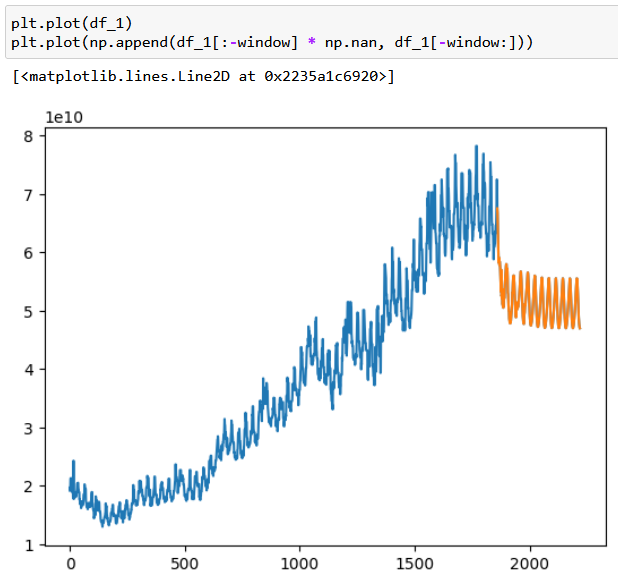 plt.plot(df_1)
plt.plot(np.append(df_1[:-window] * np.nan, df_1[-window:]))
[<matplotlib.lines.Line2D at 0x2235a1c6920>]
1e10
8
7
6
5
4
3
2
1
0 500 1000 1500 2000